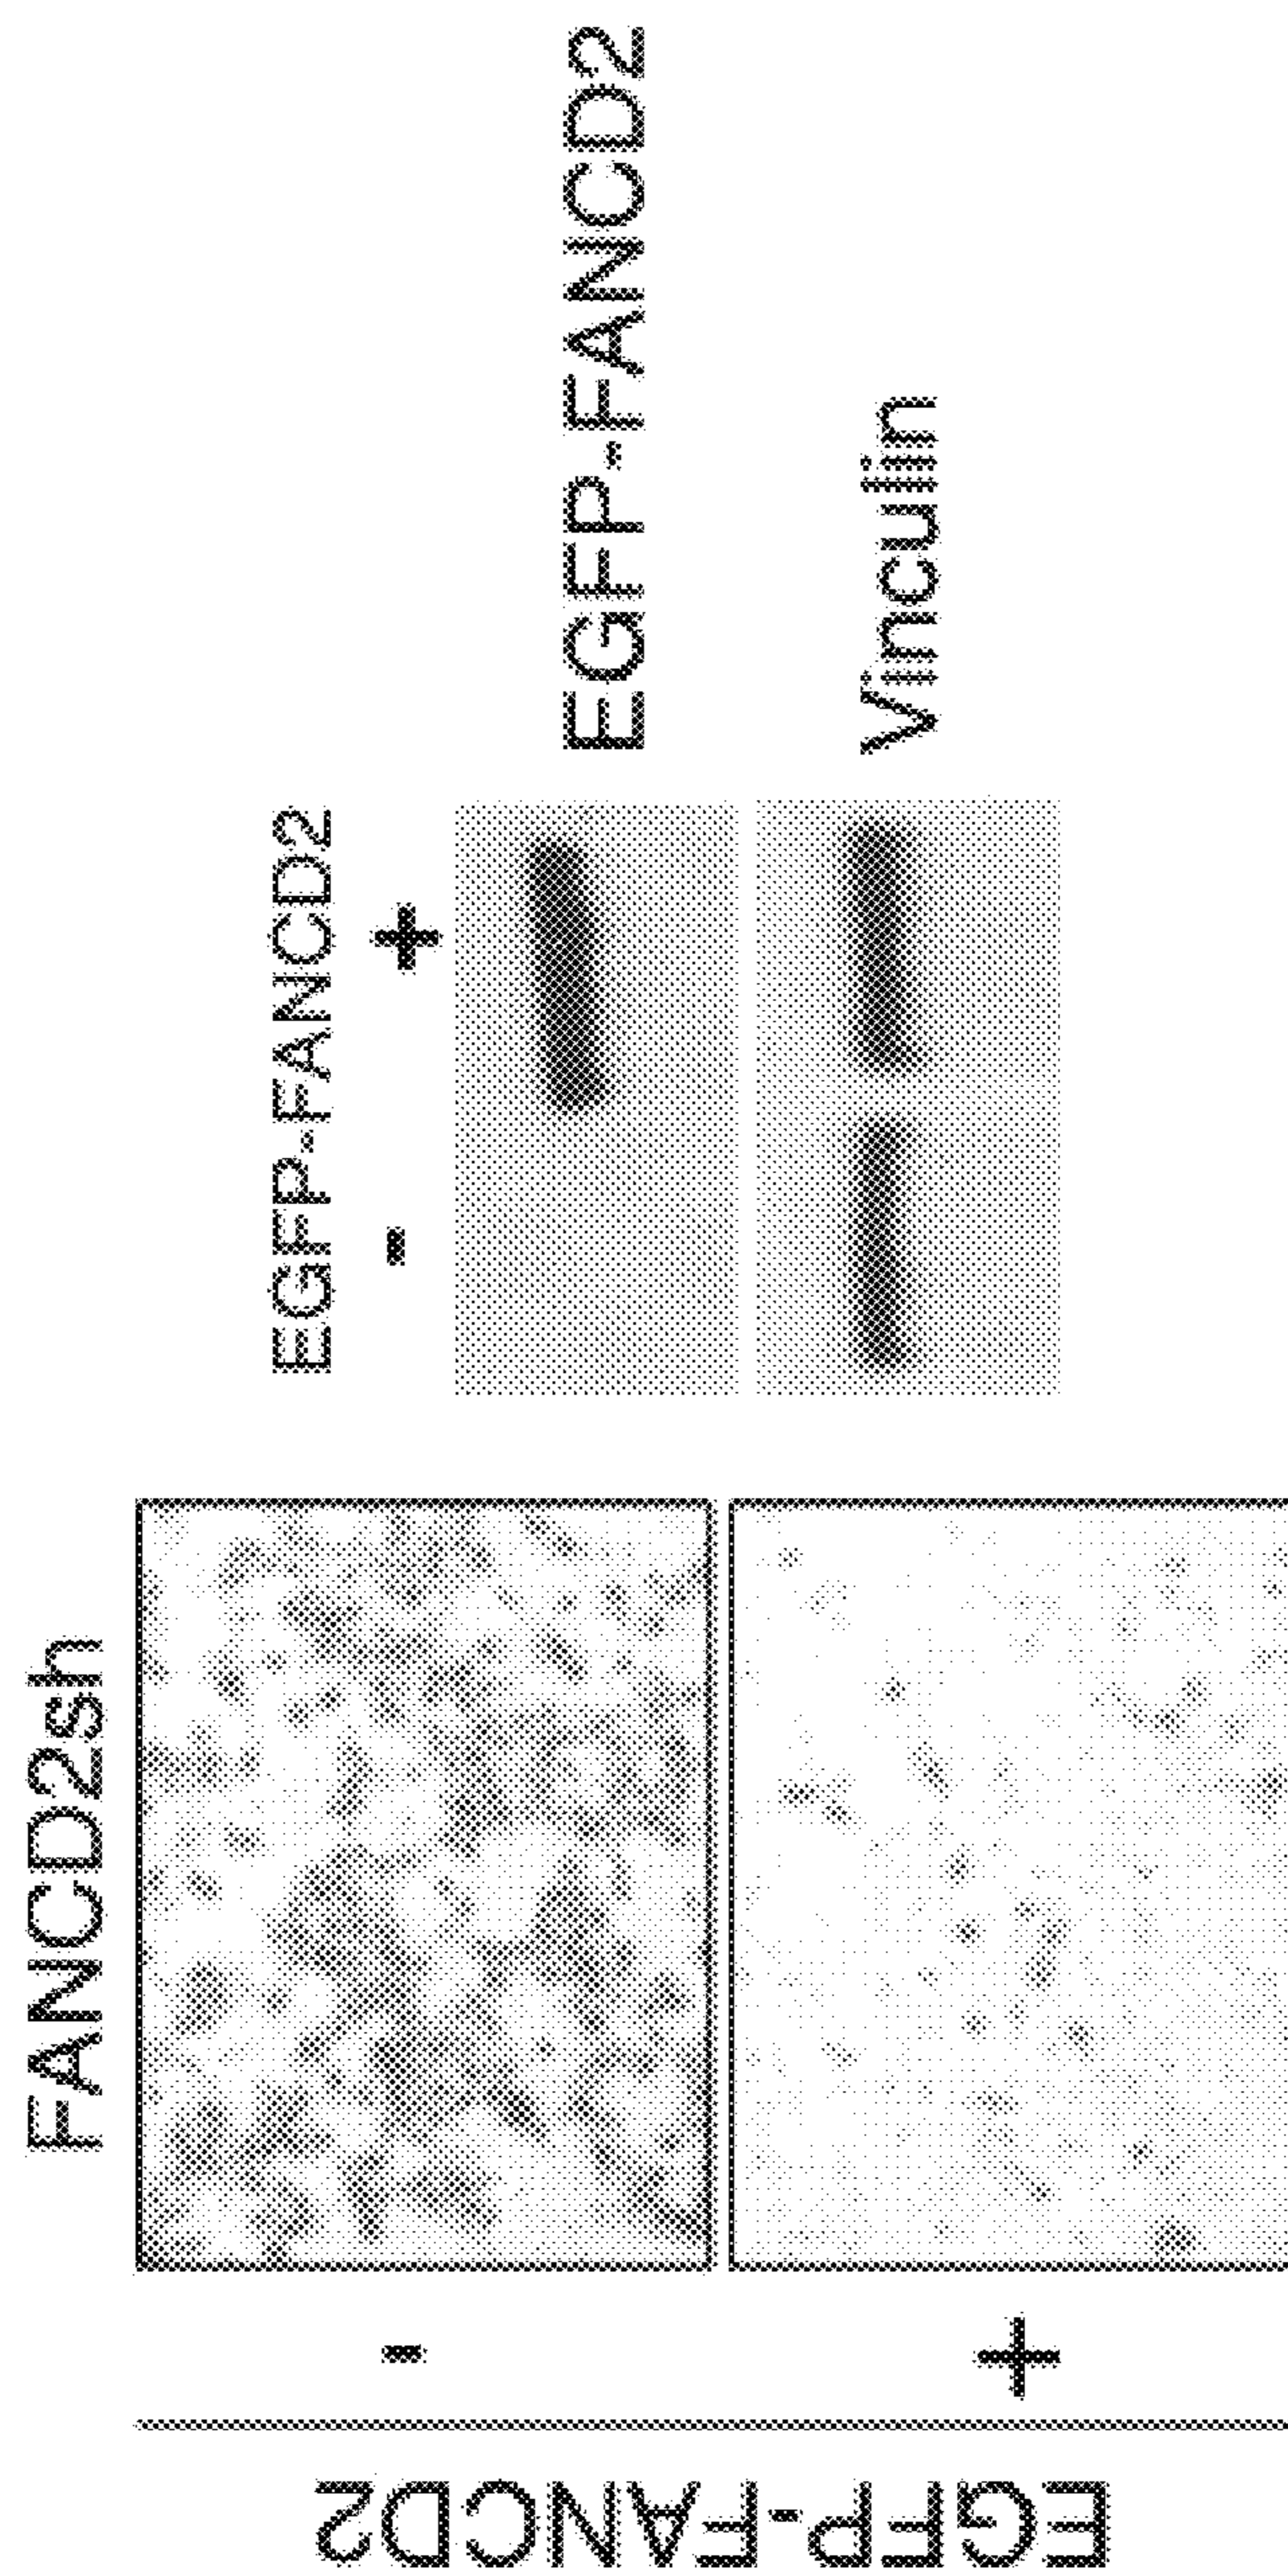 FANCD2sh
EGFP-FANCD2
-
+
EGFP-FANCD2
- +
EGFP-FANCD2
Vinculin